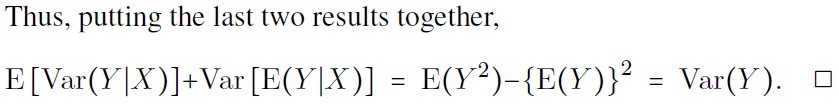 Thus, putting the last two results together,
E [Var(Y|X)]+Var [E(Y|X)] = E(Y²)−{E(Y)}² = Var(Y). □